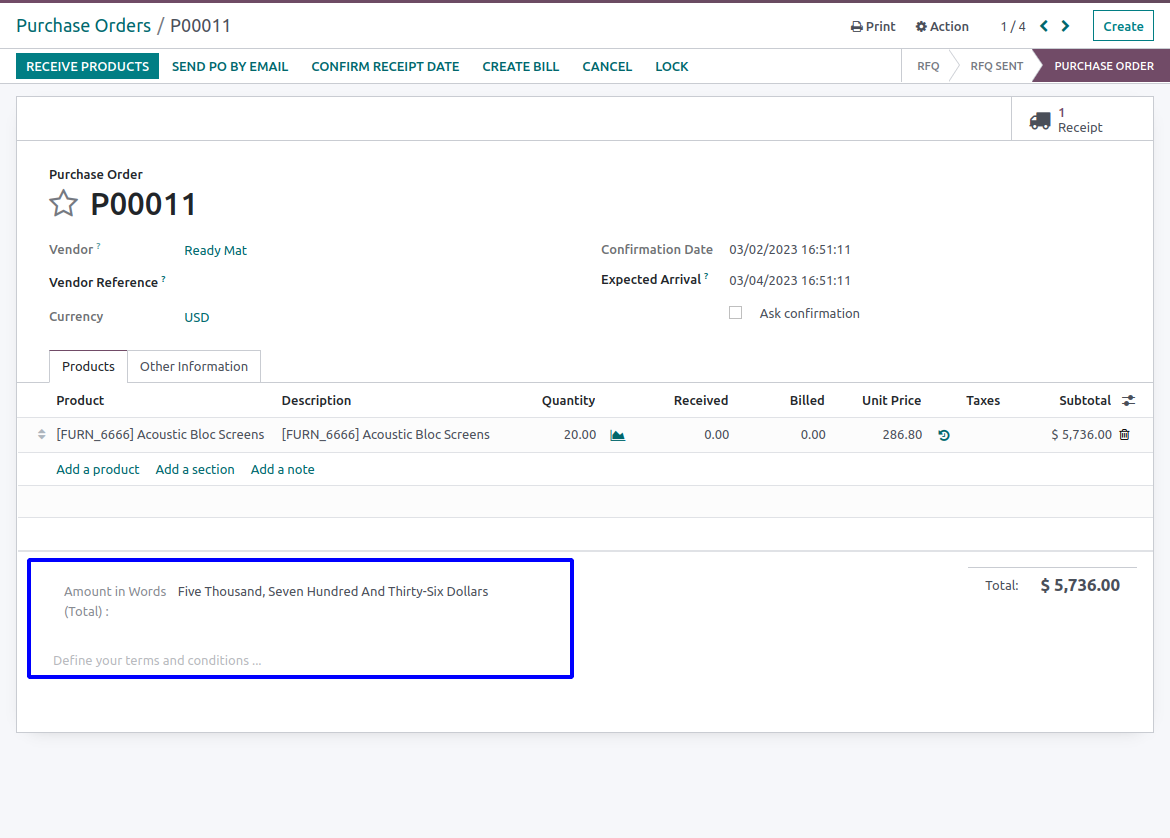 Purchase Orders / P00011 Print Action 1 / 4 Create
RECEIVE PRODUCTS SEND PO BY EMAIL CONFIRM RECEIPT DATE CREATE BILL CANCEL LOCK RFQ RFQ SENT PURCHASE ORDER
1
Receipt
Purchase Order
P00011
Vendor ? Ready Mat Confirmation Date 03/02/2023 16:51:11
Vendor Reference ? Expected Arrival ? 03/04/2023 16:51:11
Currency USD Ask confirmation
Products Other Information
Product Description Quantity Received Billed Unit Price Taxes Subtotal
[FURN_6666] Acoustic Bloc Screens [FURN_6666] Acoustic Bloc Screens 20.00 0.00 0.00 286.80 $ 5,736.00
Add a product Add a section Add a note
Amount in Words Five Thousand, Seven Hundred And Thirty-Six Dollars Total: $ 5,736.00
(Total) :
Define your terms and conditions ...